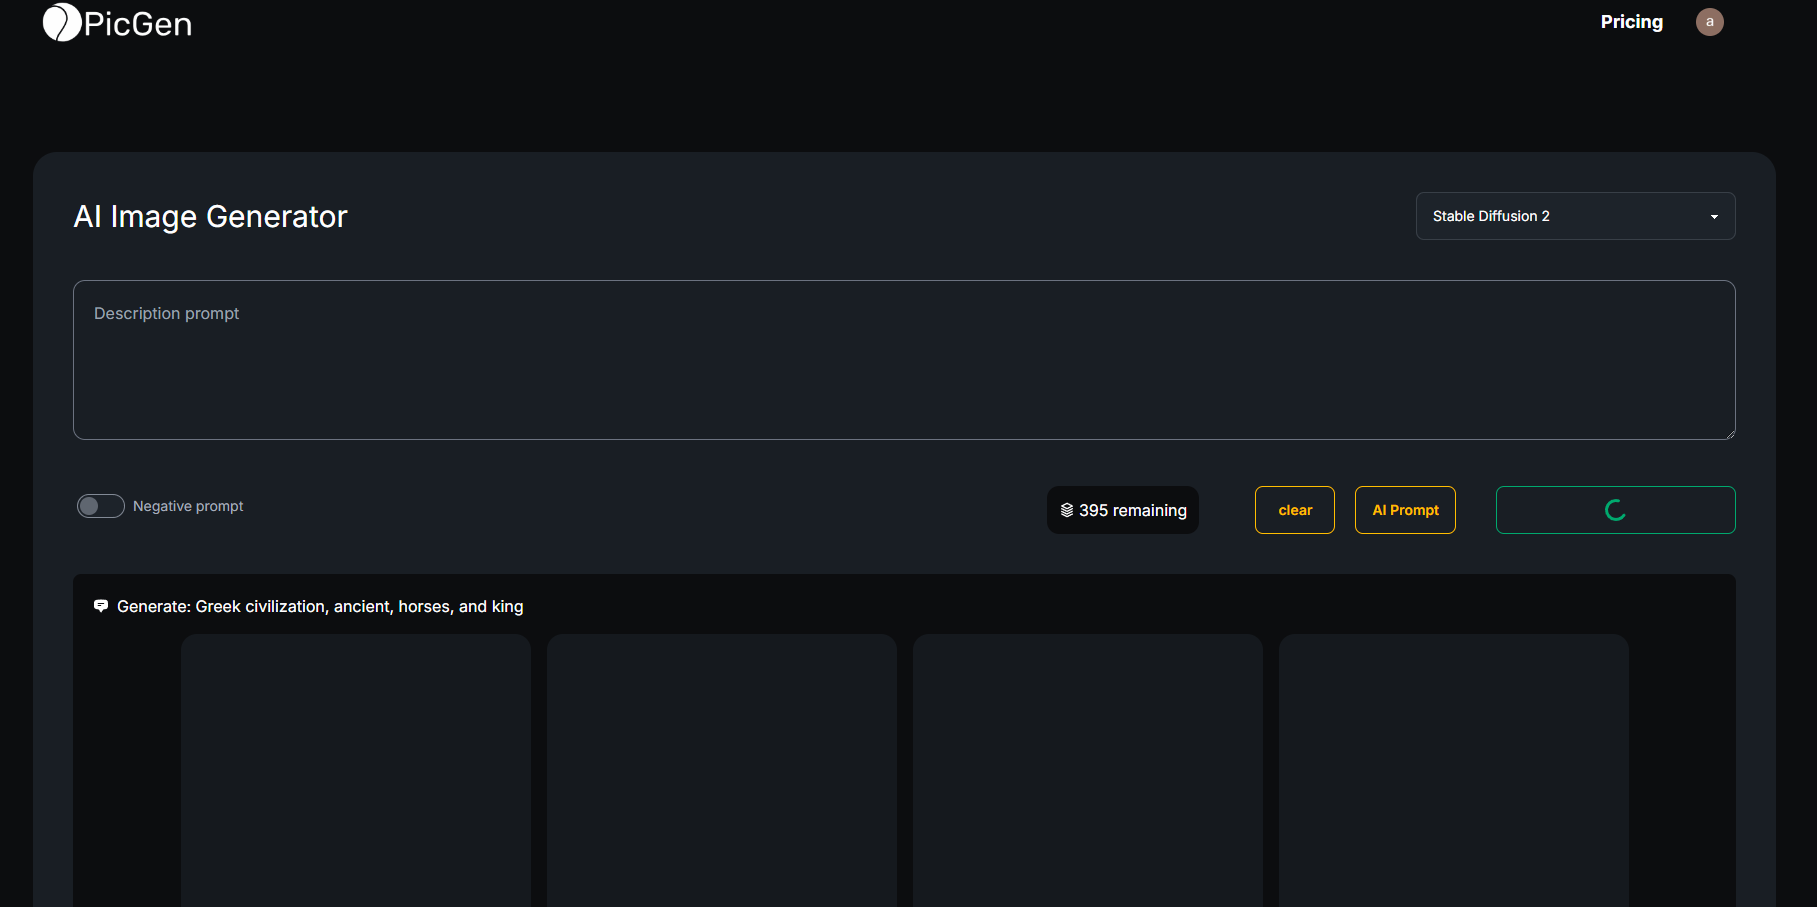 PicGen
Pricing
a
AI Image Generator
Stable Diffusion 2
Description prompt
Negative prompt
395 remaining
clear
AI Prompt
Generate: Greek civilization, ancient, horses, and king